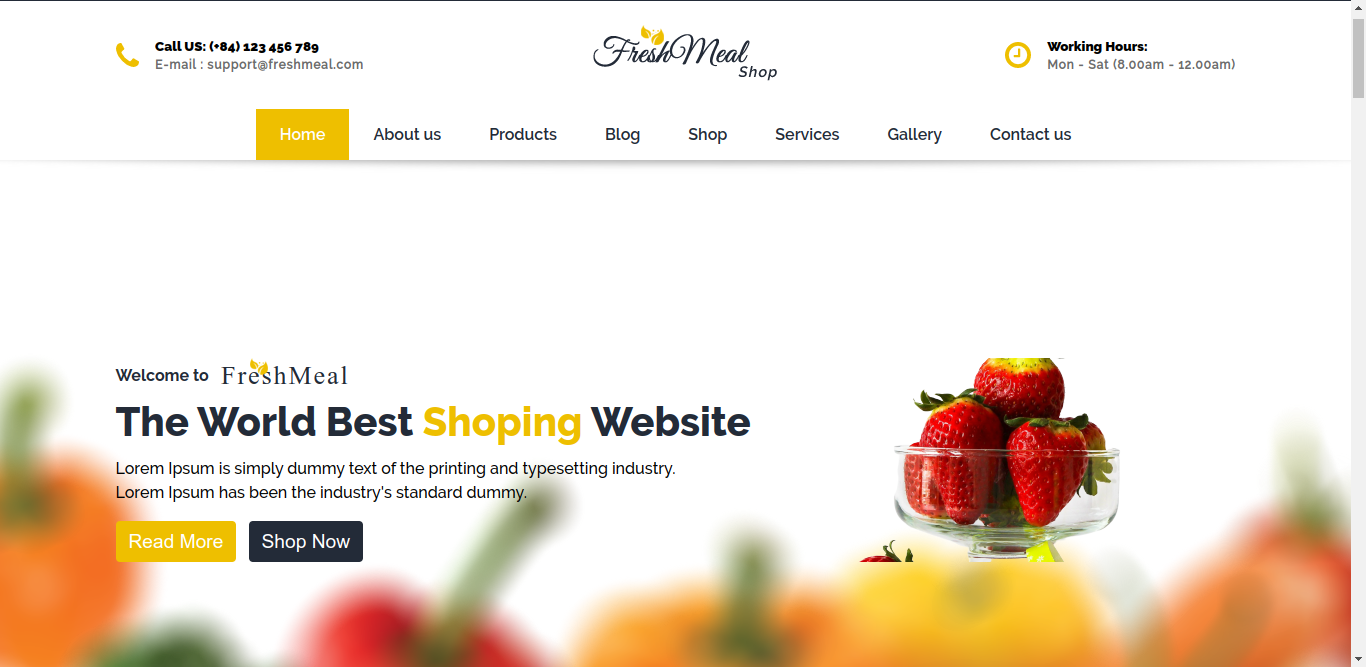 Call US: (+84) 123 456 789
E-mail : support@freshmeal.com
FreshMeal
Shop
Working Hours:
Mon - Sat (8.00am - 12.00am)
Home About us Products Blog Shop Services Gallery Contact us
Welcome to FreshMeal
The World Best Shoping Website
Lorem Ipsum is simply dummy text of the printing and typesetting industry.
Lorem Ipsum has been the industry's standard dummy.
Read More Shop Now